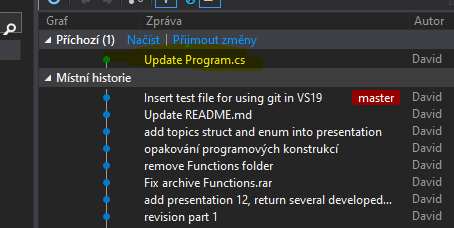 Graf Zpráva Autor
Příchozí (1) Načíst | Přijmout změny
Update Program.cs David
Místní historie
Insert test file for using git in VS19 master David
Update README.md David
add topics struct and enum into presentation David
opakování programových konstrukcí David
remove Functions folder David
Fix archive Functions.rar David
add presentation 12, return several developed... David
revision part 1 David